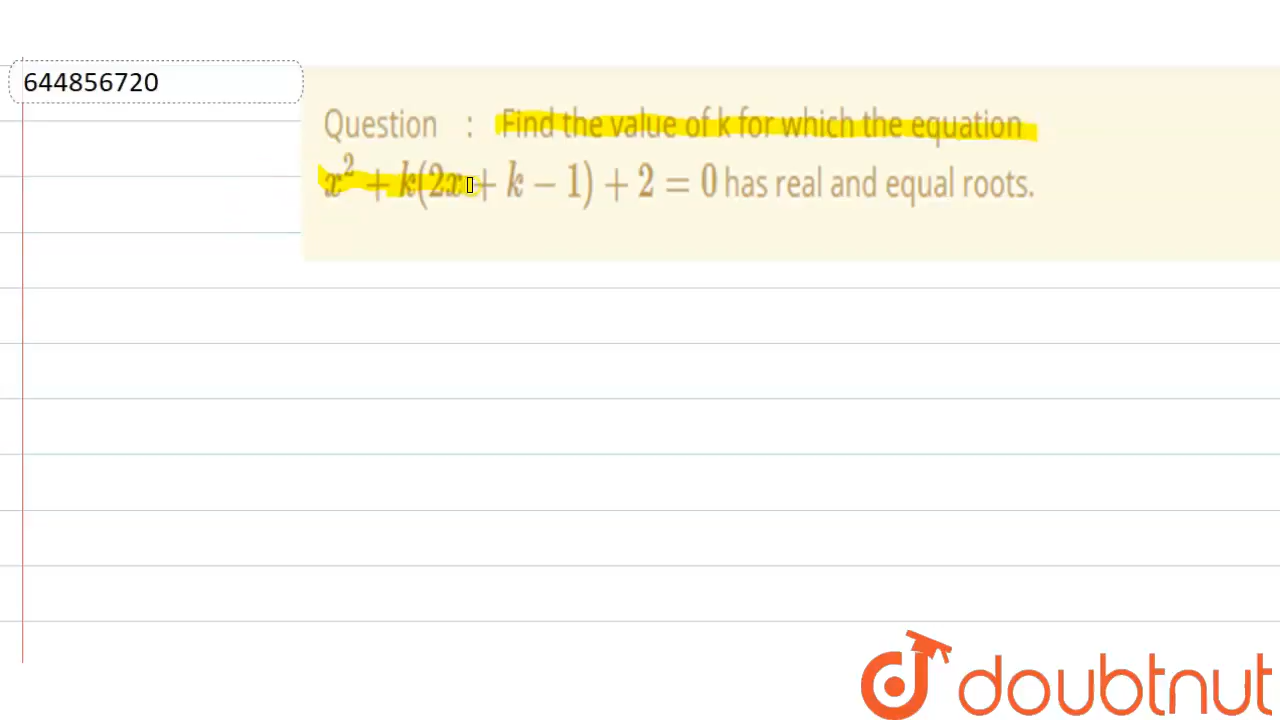 644856720
Question : Find the value of k for which the equation
x² + k(2x + k − 1) + 2 = 0 has real and equal roots.
doubtnut